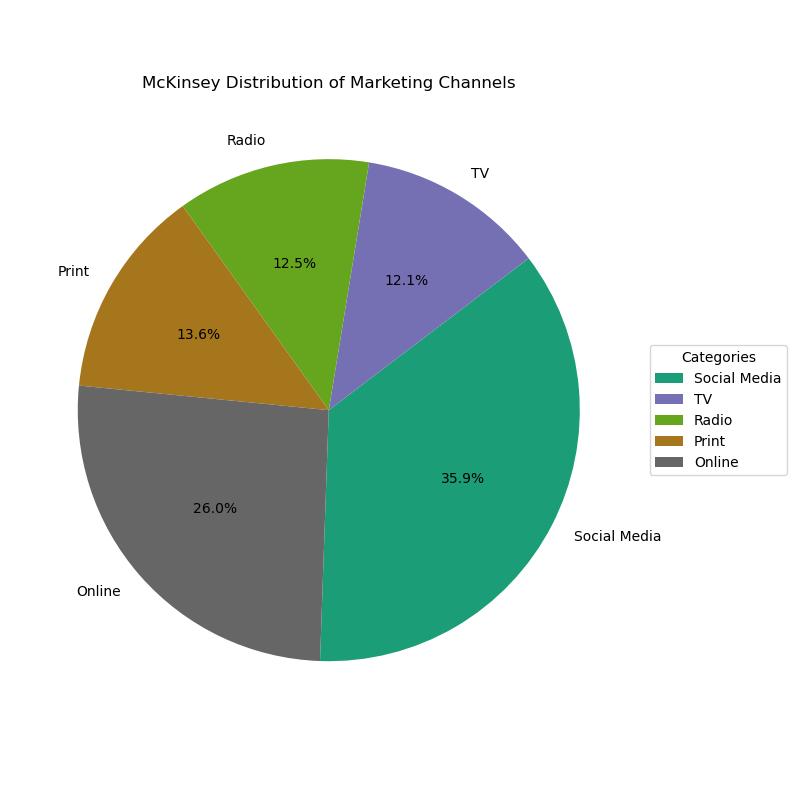 McKinsey Distribution of Marketing Channels
Radio
TV
Print
12.5%
12.1%
13.6%
Categories
Social Media
TV
Radio
Print
Online
35.9%
26.0%
Social Media
Online